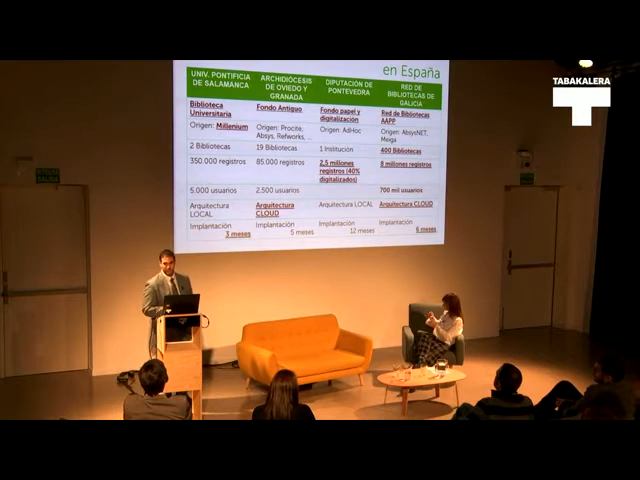 en España
UNIV. PONTIFICIA DE SALAMANCA
ARCHIDIÓCESIS DE OVIEDO Y GRANADA
DIPUTACIÓN DE PONTEVEDRA
RED DE BIBLIOTECAS DE GALICIA
Biblioteca Universitaria
Fondo Antiguo
Fondo papel y digitalización
Red de Bibliotecas AAPP
Origen: Millenium
Origen: Procite, Absys, Refworks, ...
Origen: AdHoc
Origen: AbsysNET, Meiga
2 Bibliotecas
19 Bibliotecas
1 Institución
400 Bibliotecas
350.000 registros
85.000 registros
2,5 millones registros (40% digitalizados)
8 millones registros
5.000 usuarios
2.500 usuarios
700 mil usuarios
Arquitectura LOCAL
Arquitectura CLOUD
Arquitectura LOCAL
Arquitectura CLOUD
Implantación 3 meses
Implantación 5 meses
Implantación 12 meses
Implantación 6 meses
TABAKALERA